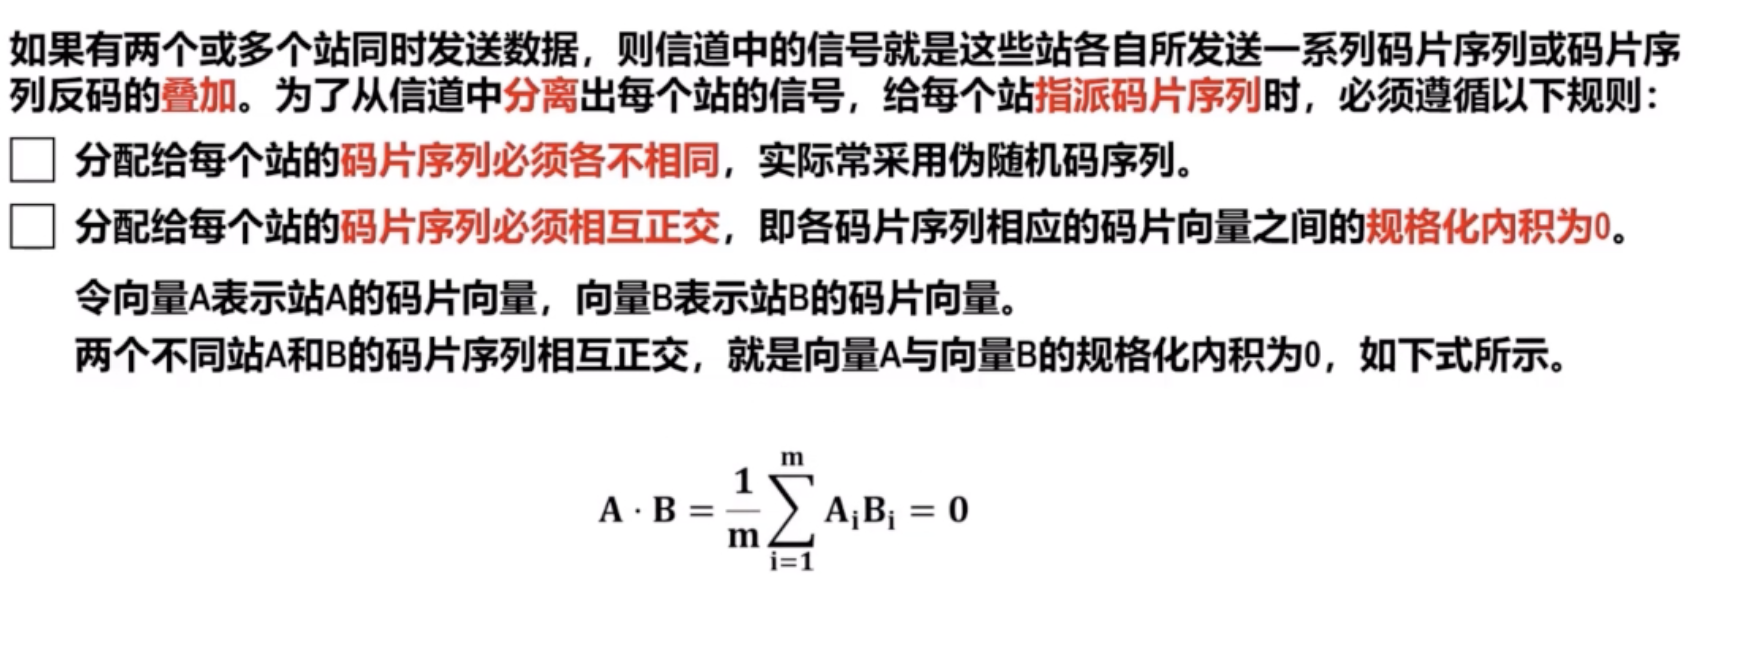 如果有两个或多个站同时发送数据，则信道中的信号就是这些站各自所发送一系列码片序列或码片序
列反码的叠加。为了从信道中分离出每个站的信号，给每个站指派码片序列时，必须遵循以下规则：
分配给每个站的码片序列必须各不相同，实际常采用伪随机码序列。
分配给每个站的码片序列必须相互正交，即各码片序列相应的码片向量之间的规格化内积为0。
令向量A表示站A的码片向量，向量B表示站B的码片向量。
两个不同站A和B的码片序列相互正交，就是向量A与向量B的规格化内积为0，如下式所示。
A · B = \frac{1}{m} \sum_{i=1}^{m} A_i B_i = 0